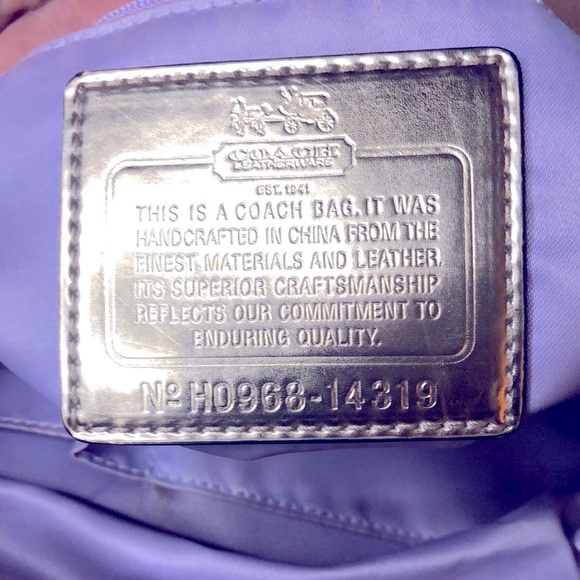 COACH
LEATHERWARE
EST. 1941
THIS IS A COACH BAG. IT WAS
HANDCRAFTED IN CHINA FROM THE
FINEST MATERIALS AND LEATHER.
ITS SUPERIOR CRAFTSMANSHIP
REFLECTS OUR COMMITMENT TO
ENDURING QUALITY.
Nº H0968-14319